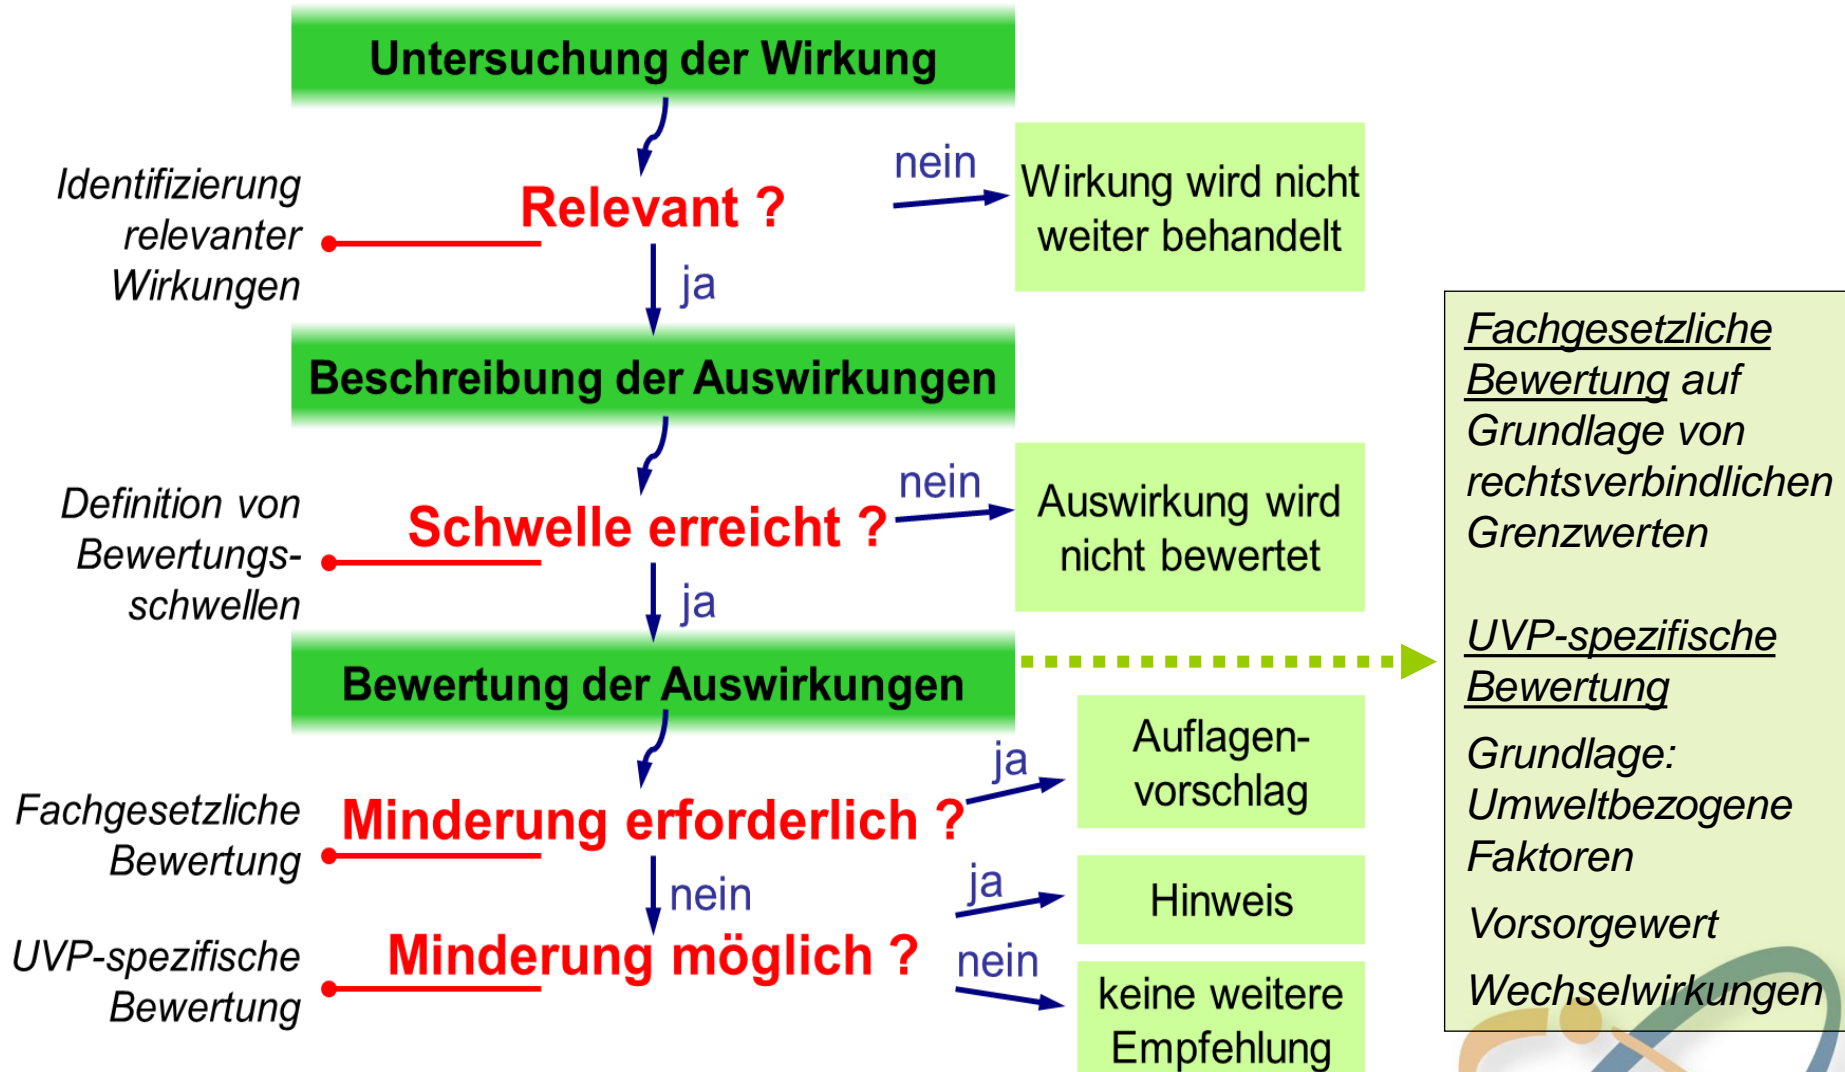 Untersuchung der Wirkung
Identifizierung
relevanter
Wirkungen
Relevant ?
nein
Wirkung wird nicht
weiter behandelt
ja
Beschreibung der Auswirkungen
Definition von
Bewertungs-
schwellen
Schwelle erreicht ?
nein
Auswirkung wird
nicht bewertet
ja
Bewertung der Auswirkungen
Fachgesetzliche
Bewertung
Minderung erforderlich ?
ja
Auflagen-
vorschlag
nein
UVP-spezifische
Bewertung
Minderung möglich ?
ja
Hinweis
nein
keine weitere
Empfehlung
Fachgesetzliche
Bewertung auf
Grundlage von
rechtsverbindlichen
Grenzwerten
UVP-spezifische
Bewertung
Grundlage:
Umweltbezogene
Faktoren
Vorsorgewert
Wechselwirkungen